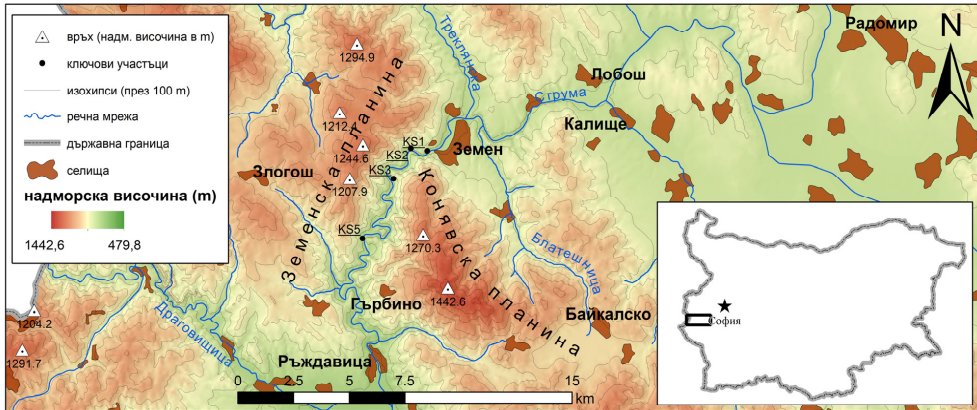 връх (надм. височина в m)
ключови участъци
изохипси (през 100 m)
речна мрежа
държавна граница
селища
надморска височина (m)
1442,6 479,8
Радомир
N
1294.9
Треклянка
Лобош
Струма
1212.
Калище
KS1
KS2
Земен
1244.6
KS3
Злогош
1207.9
Земенска планина
Конявска планина
KS5
1270.3
Блатешница
1442.6
Гърбино
Байкалско
1204.2
Драговищица
1291.7
Ръждавица
0 2.5 5 7.5 15
km
София